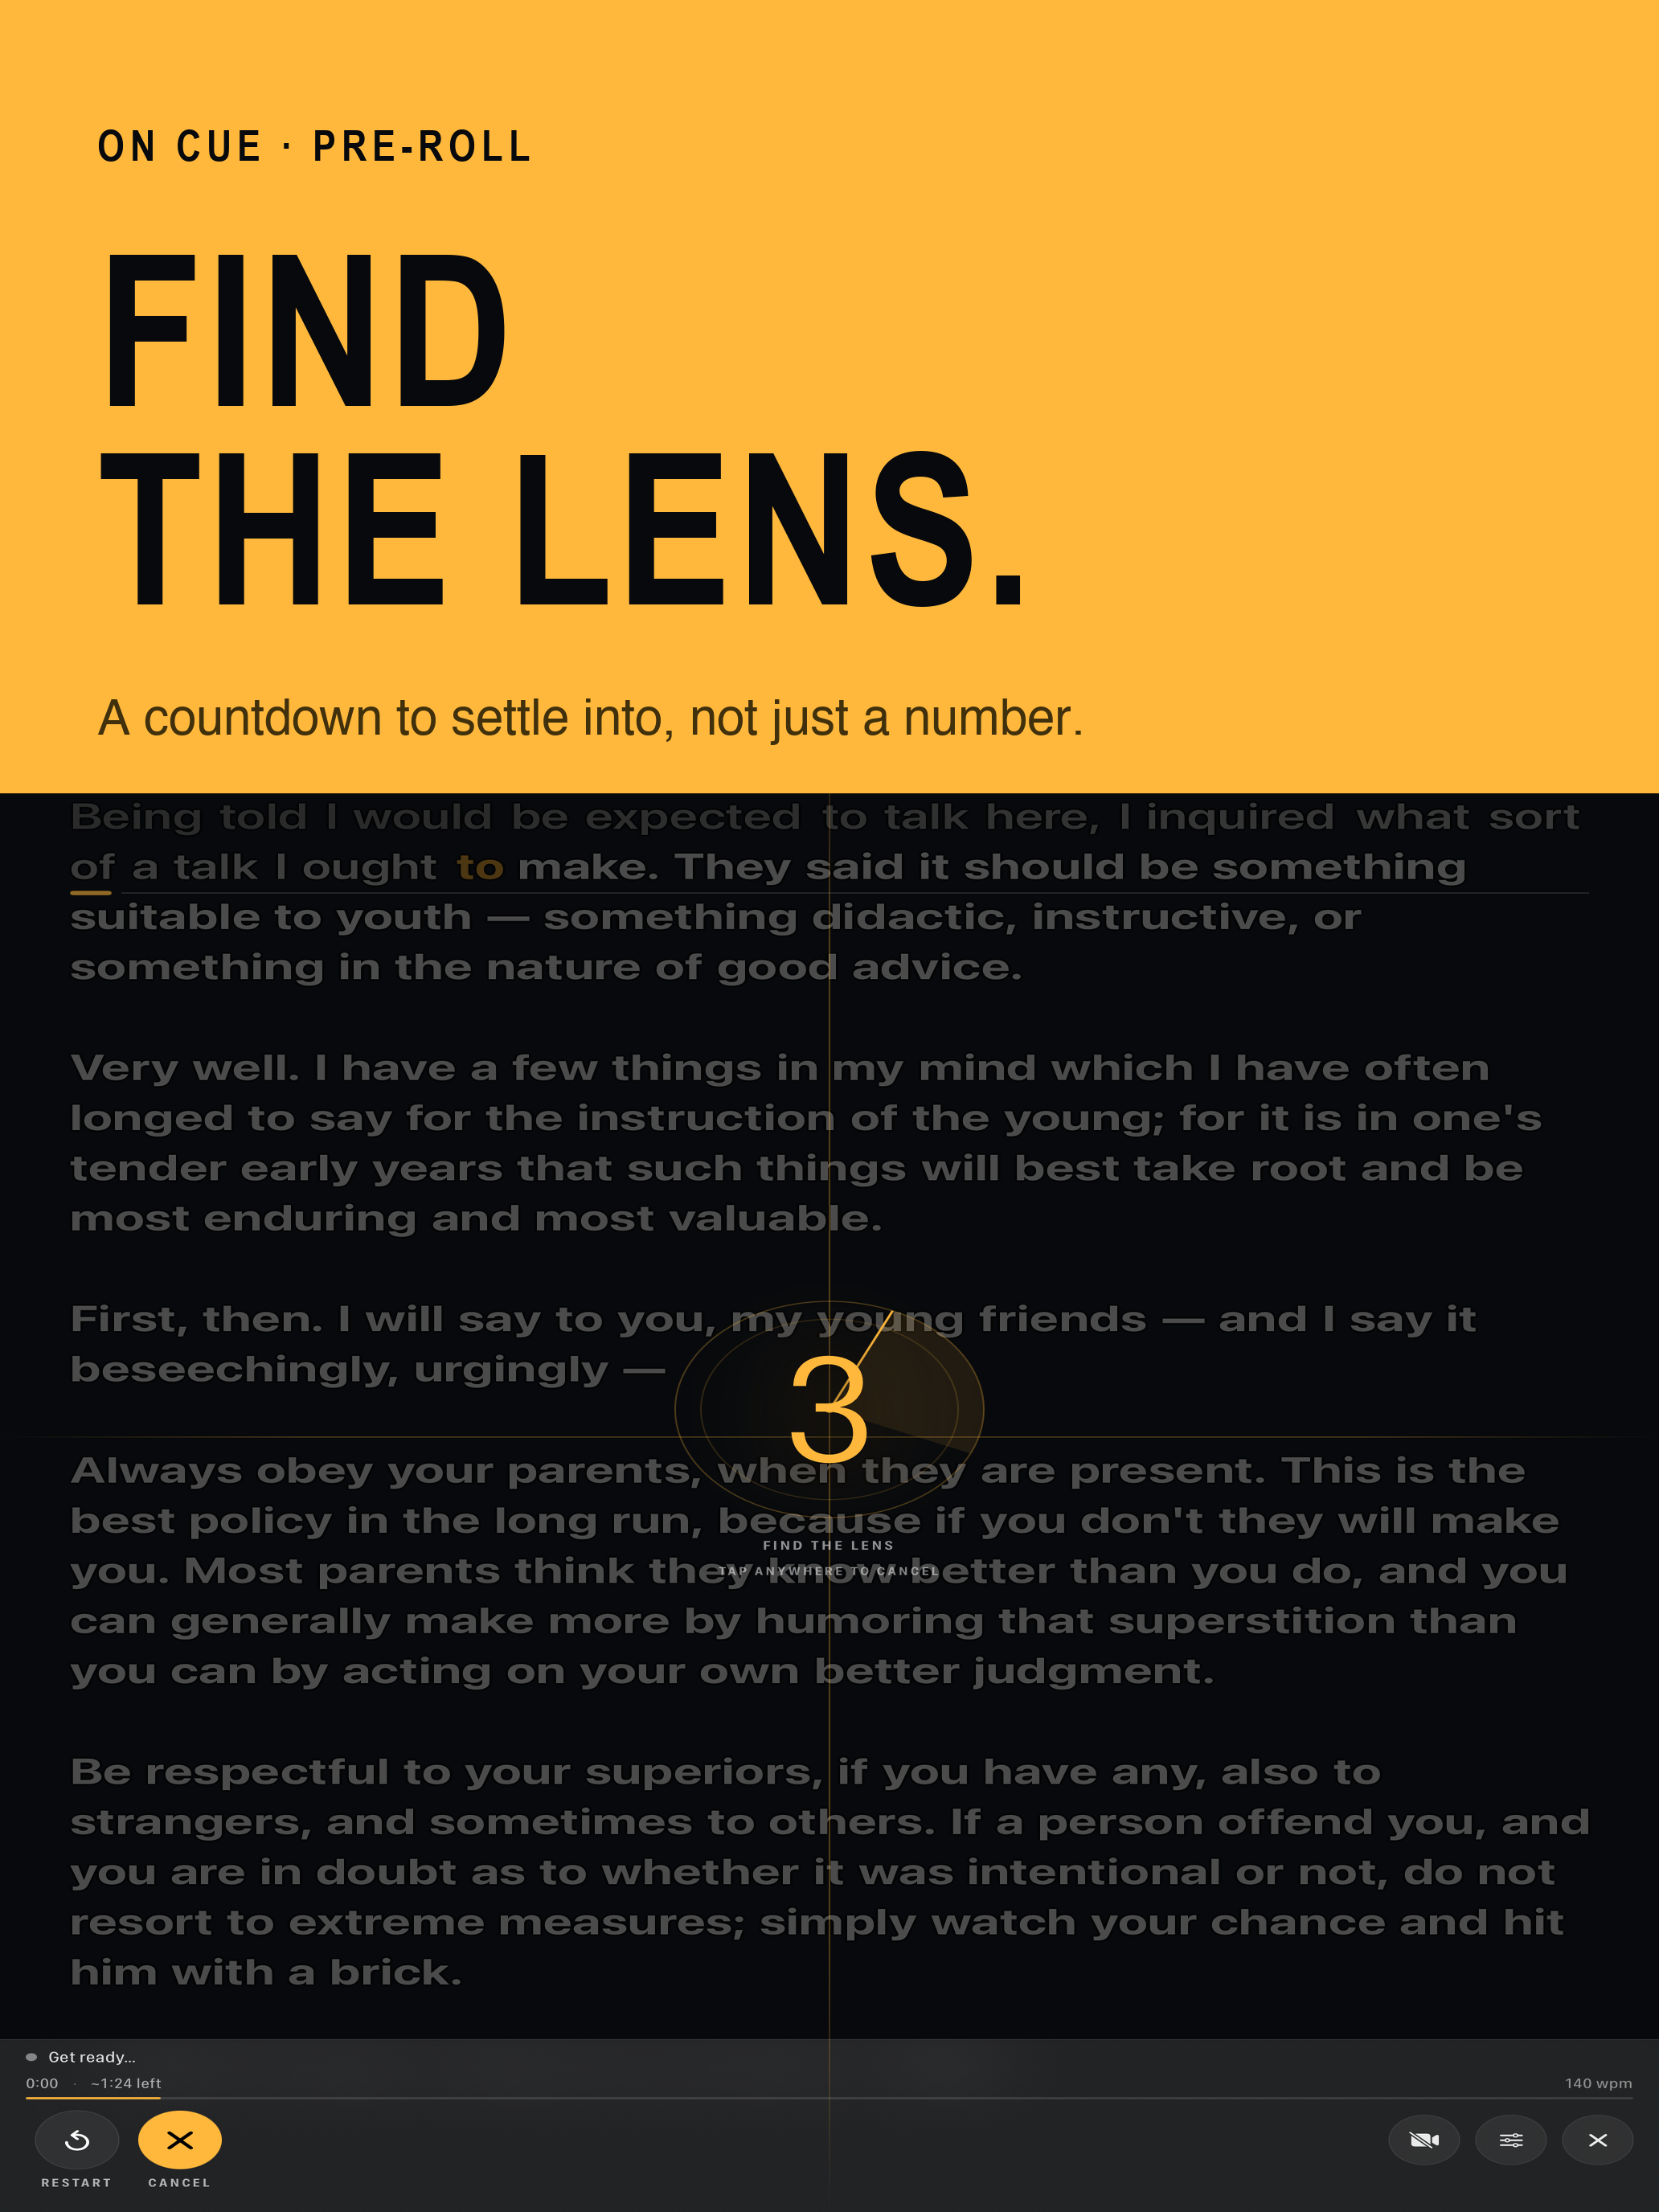 ON CUE · PRE-ROLL
FIND
THE LENS.
A countdown to settle into, not just a number.
Being told I would be expected to talk here, I inquired what sort
of a talk I ought to make. They said it should be something
suitable to youth — something didactic, instructive, or
something in the nature of good advice.
Very well. I have a few things in my mind which I have often
longed to say for the instruction of the young; for it is in one's
tender early years that such things will best take root and be
most enduring and most valuable.
First, then. I will say to you, my young friends — and I say it
beseechingly, urgingly —
3
Always obey your parents, when they are present. This is the
best policy in the long run, because if you don't they will make
FIND THE LENS
you. Most parents think they know better than you do, and you
TAP ANYWHERE TO CANCEL
can generally make more by humoring that superstition than
you can by acting on your own better judgment.
Be respectful to your superiors, if you have any, also to
strangers, and sometimes to others. If a person offend you, and
you are in doubt as to whether it was intentional or not, do not
resort to extreme measures; simply watch your chance and hit
him with a brick.
Get ready...
0:00 · ~1:24 left
140 wpm
RESTART
CANCEL